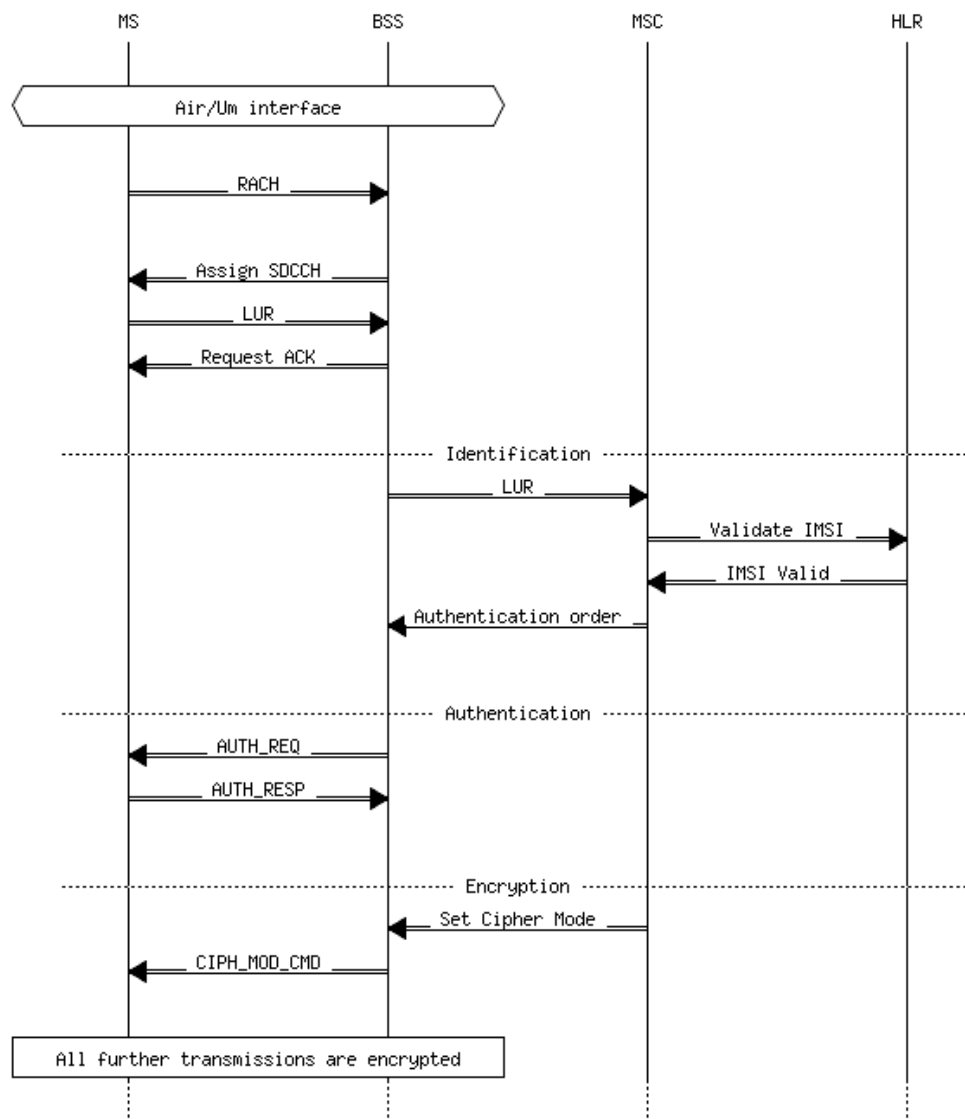 MS BSS MSC HLR
Air/Um interface
RACH
Assign SDCCH
LUR
Request ACK
Identification
LUR
Validate IMSI
IMSI Valid
Authentication order
Authentication
AUTH_REQ
AUTH_RESP
Encryption
Set Cipher Mode
CIPH_MOD_CMD
All further transmissions are encrypted